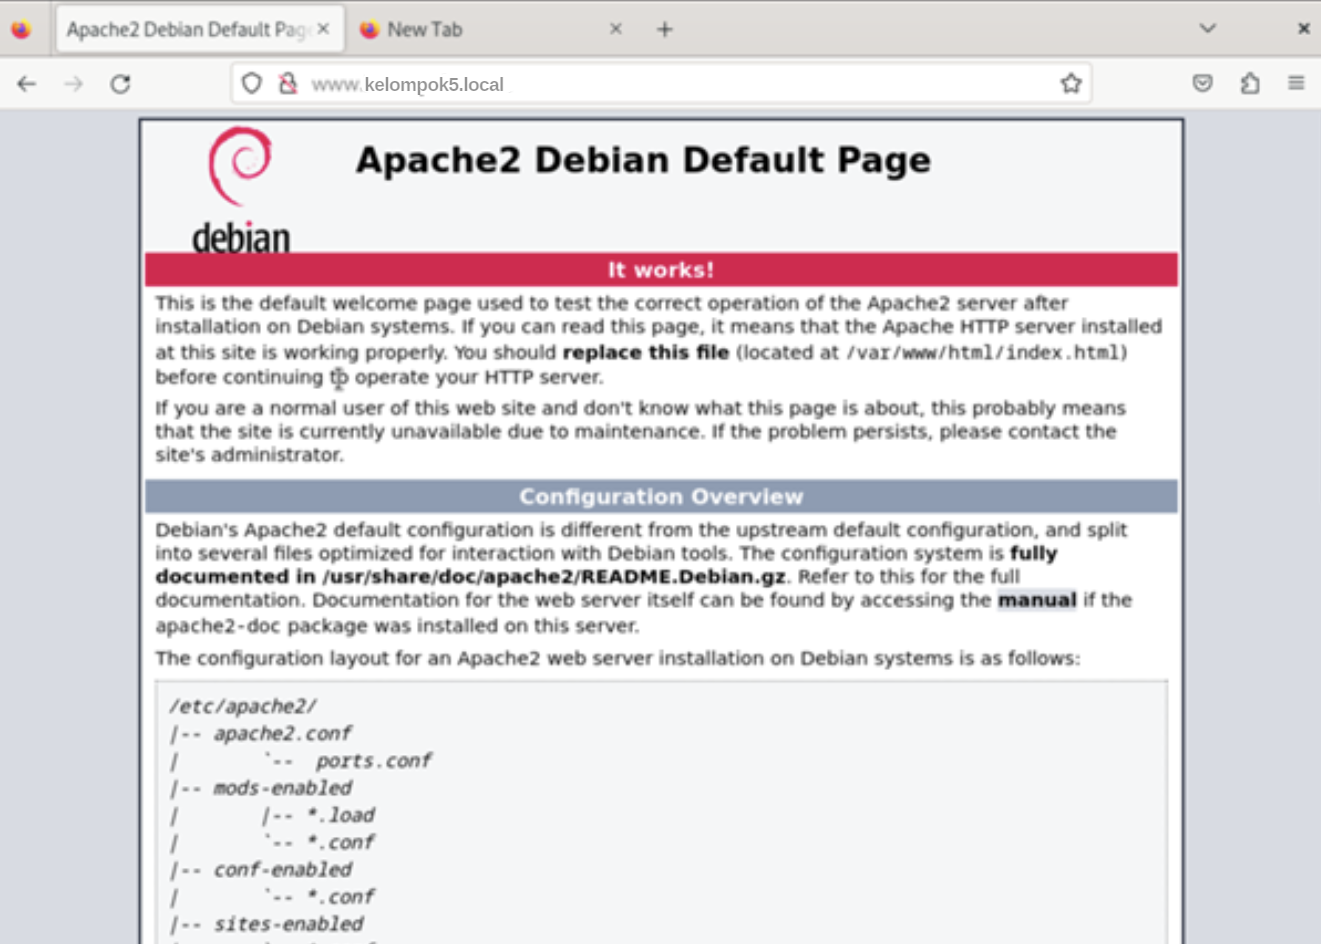 Apache2 Debian Default Pag
New Tab
www.kelompok5.local
debian
Apache2 Debian Default Page
It works!
This is the default welcome page used to test the correct operation of the Apache2 server after
installation on Debian systems. If you can read this page, it means that the Apache HTTP server installed
at this site is working properly. You should replace this file (located at /var/www/html/index.html)
before continuing to operate your HTTP server.
If you are a normal user of this web site and don't know what this page is about, this probably means
that the site is currently unavailable due to maintenance. If the problem persists, please contact the
site's administrator.
Configuration Overview
Debian's Apache2 default configuration is different from the upstream default configuration, and split
into several files optimized for interaction with Debian tools. The configuration system is fully
documented in /usr/share/doc/apache2/README.Debian.gz. Refer to this for the full
documentation. Documentation for the web server itself can be found by accessing the manual if the
apache2-doc package was installed on this server.
The configuration layout for an Apache2 web server installation on Debian systems is as follows:
/etc/apache2/
|-- apache2.conf
|       `--  ports.conf
|-- mods-enabled
|       |-- *.load
|       `-- *.conf
|-- conf-enabled
|       `-- *.conf
|-- sites-enabled